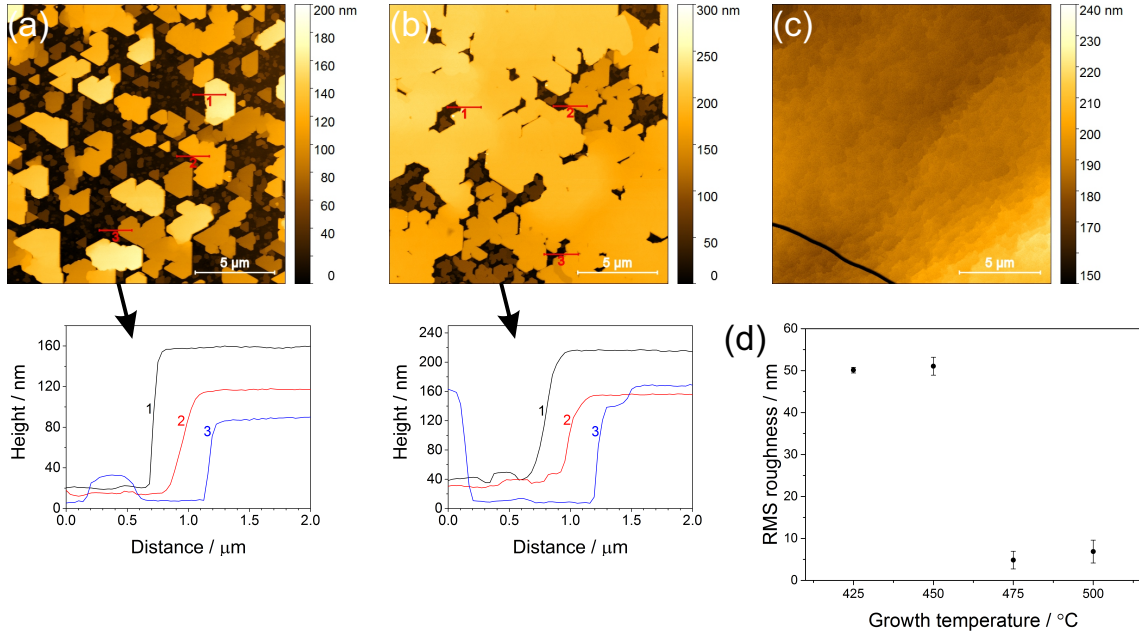 (a)
200 nm
180
160
140
120
100
80
60
40
20
0
1
2
3
5 µm
(b)
300 nm
250
200
150
100
50
0
1
2
3
5 µm
(c)
240 nm
230
220
210
200
190
180
170
160
150
5 µm
Height / nm
160
120
80
40
0
1
2
3
0.0 0.5 1.0 1.5 2.0
Distance / µm
Height / nm
240
200
160
120
80
40
0
1
2
3
0.0 0.5 1.0 1.5 2.0
Distance / µm
(d)
RMS roughness / nm
60
50
40
30
20
10
0
425 450 475 500
Growth temperature / °C